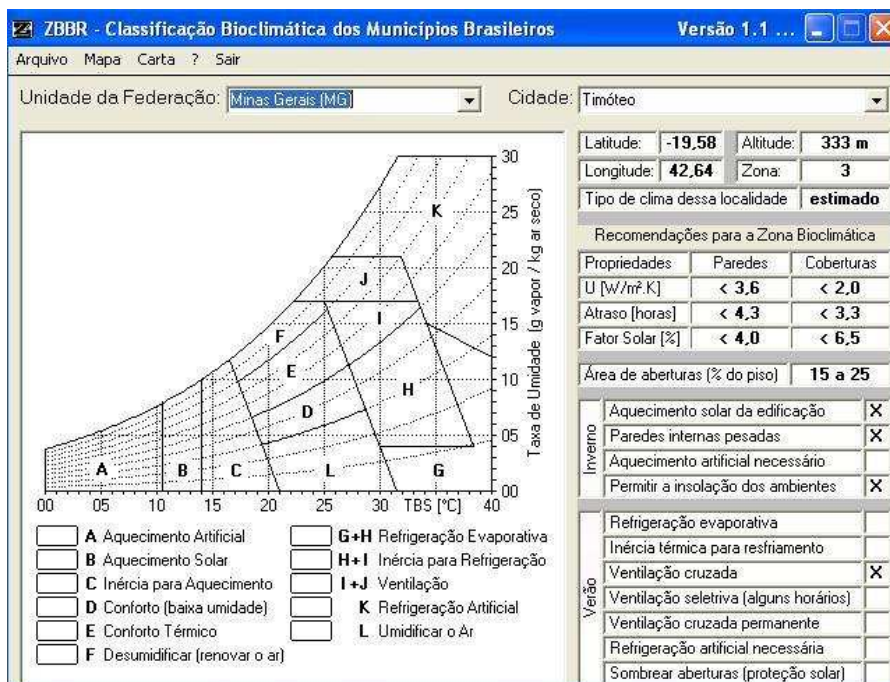 ZBBR - Classificação Bioclimática dos Municípios Brasileiros Versão 1.1 ...
Arquivo Mapa Carta ? Sair
Unidade da Federação: Minas Gerais (MG) Cidade: Timóteo
Latitude: -19,58 Altitude: 333 m
Longitude: 42,64 Zona: 3
Tipo de clima dessa localidade estimado
Recomendações para a Zona Bioclimática
Propriedades Paredes Coberturas
U [W/m².K] < 3,6 < 2,0
Atraso [horas] < 4,3 < 3,3
Fator Solar [%] < 4,0 < 6,5
Área de aberturas (% do piso) 15 a 25
Inverno
Aquecimento solar da edificação X
Paredes internas pesadas X
Aquecimento artificial necessário
Permitir a insolação dos ambientes X
Verão
Refrigeração evaporativa
Inércia térmica para resfriamento
Ventilação cruzada X
Ventilação seletriva (alguns horários)
Ventilação cruzada permanente
Refrigeração artificial necessária
Sombrear aberturas (proteção solar)
30
25
20
15
10
05
00
Taxa de Umidade (g vapor / kg ar seco)
K
J
I
F
E
H
D
A B C L G
00 05 10 15 20 25 30 TBS [°C] 40
A Aquecimento Artificial
B Aquecimento Solar
C Inércia para Aquecimento
D Conforto (baixa umidade)
E Conforto Térmico
F Desumidificar (renovar o ar)
G+H Refrigeração Evaporativa
H+I Inércia para Refrigeração
I+J Ventilação
K Refrigeração Artificial
L Umidificar o Ar